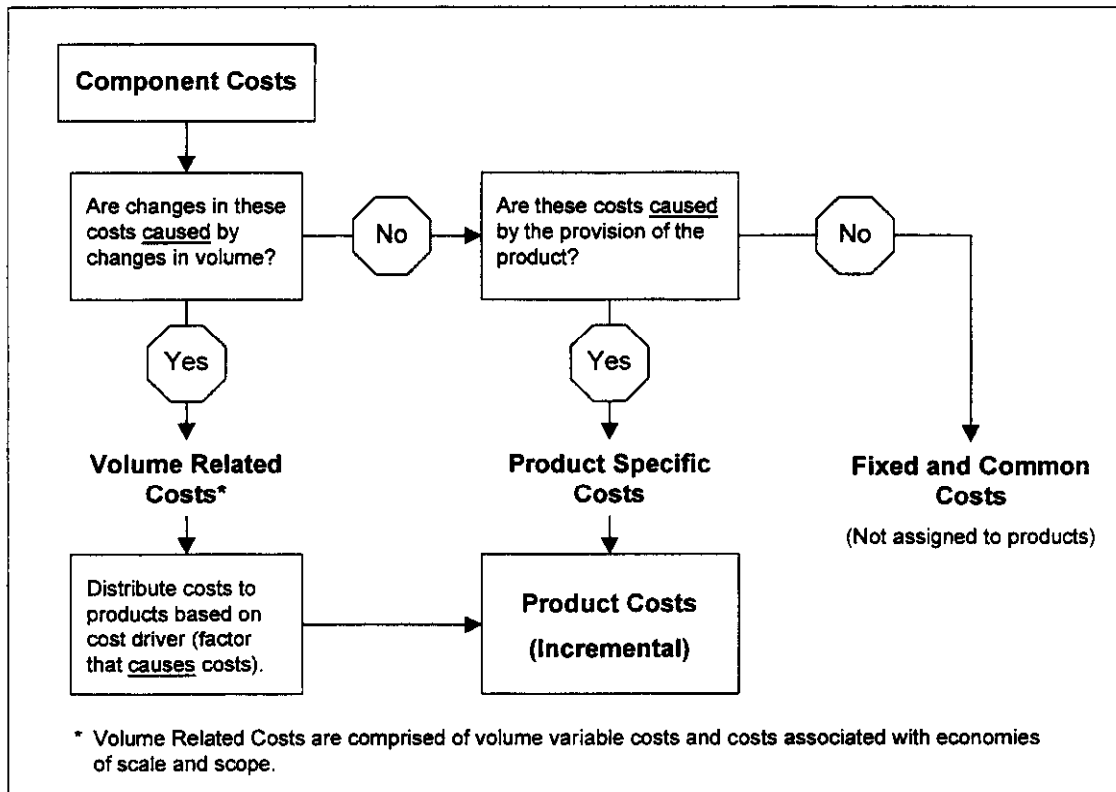 Component Costs
Are changes in these
costs caused by
changes in volume?
No
Are these costs caused
by the provision of the
product?
No
Yes
Yes
Volume Related
Costs*
Product Specific
Costs
Fixed and Common
Costs
(Not assigned to products)
Distribute costs to
products based on
cost driver (factor
that causes costs).
Product Costs
(Incremental)
* Volume Related Costs are comprised of volume variable costs and costs associated with economies
of scale and scope.